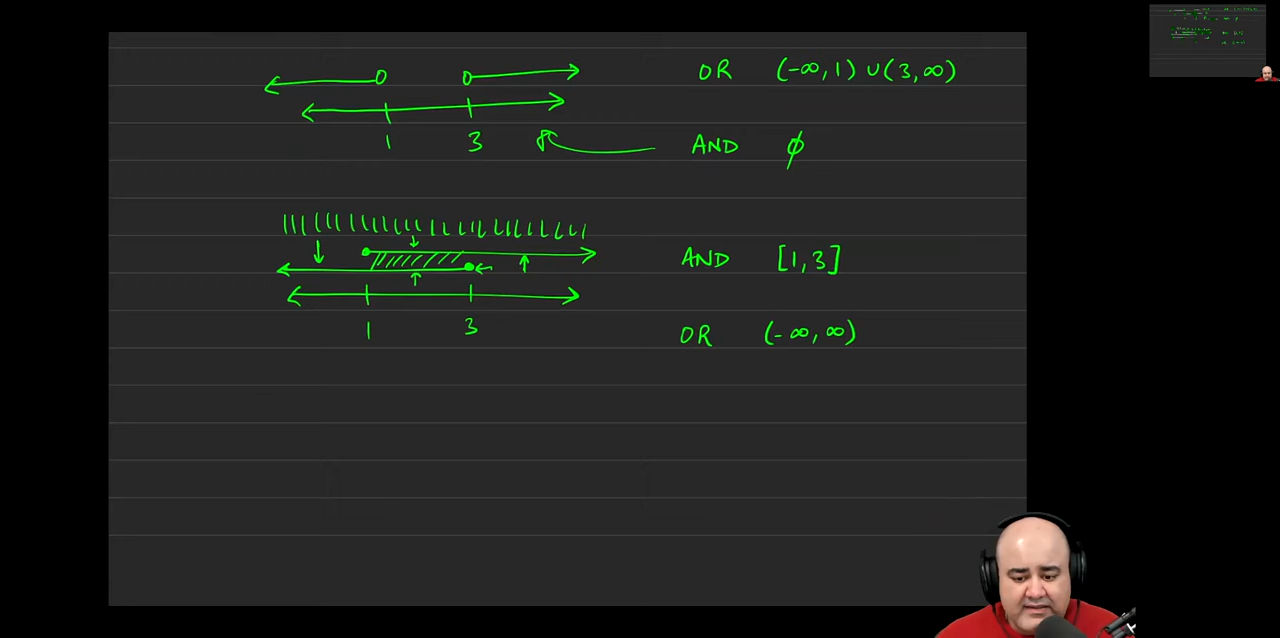 OR (-∞, 1) ∪ (3, ∞)
1 3 AND ϕ
AND [1, 3]
1 3 OR (-∞, ∞)